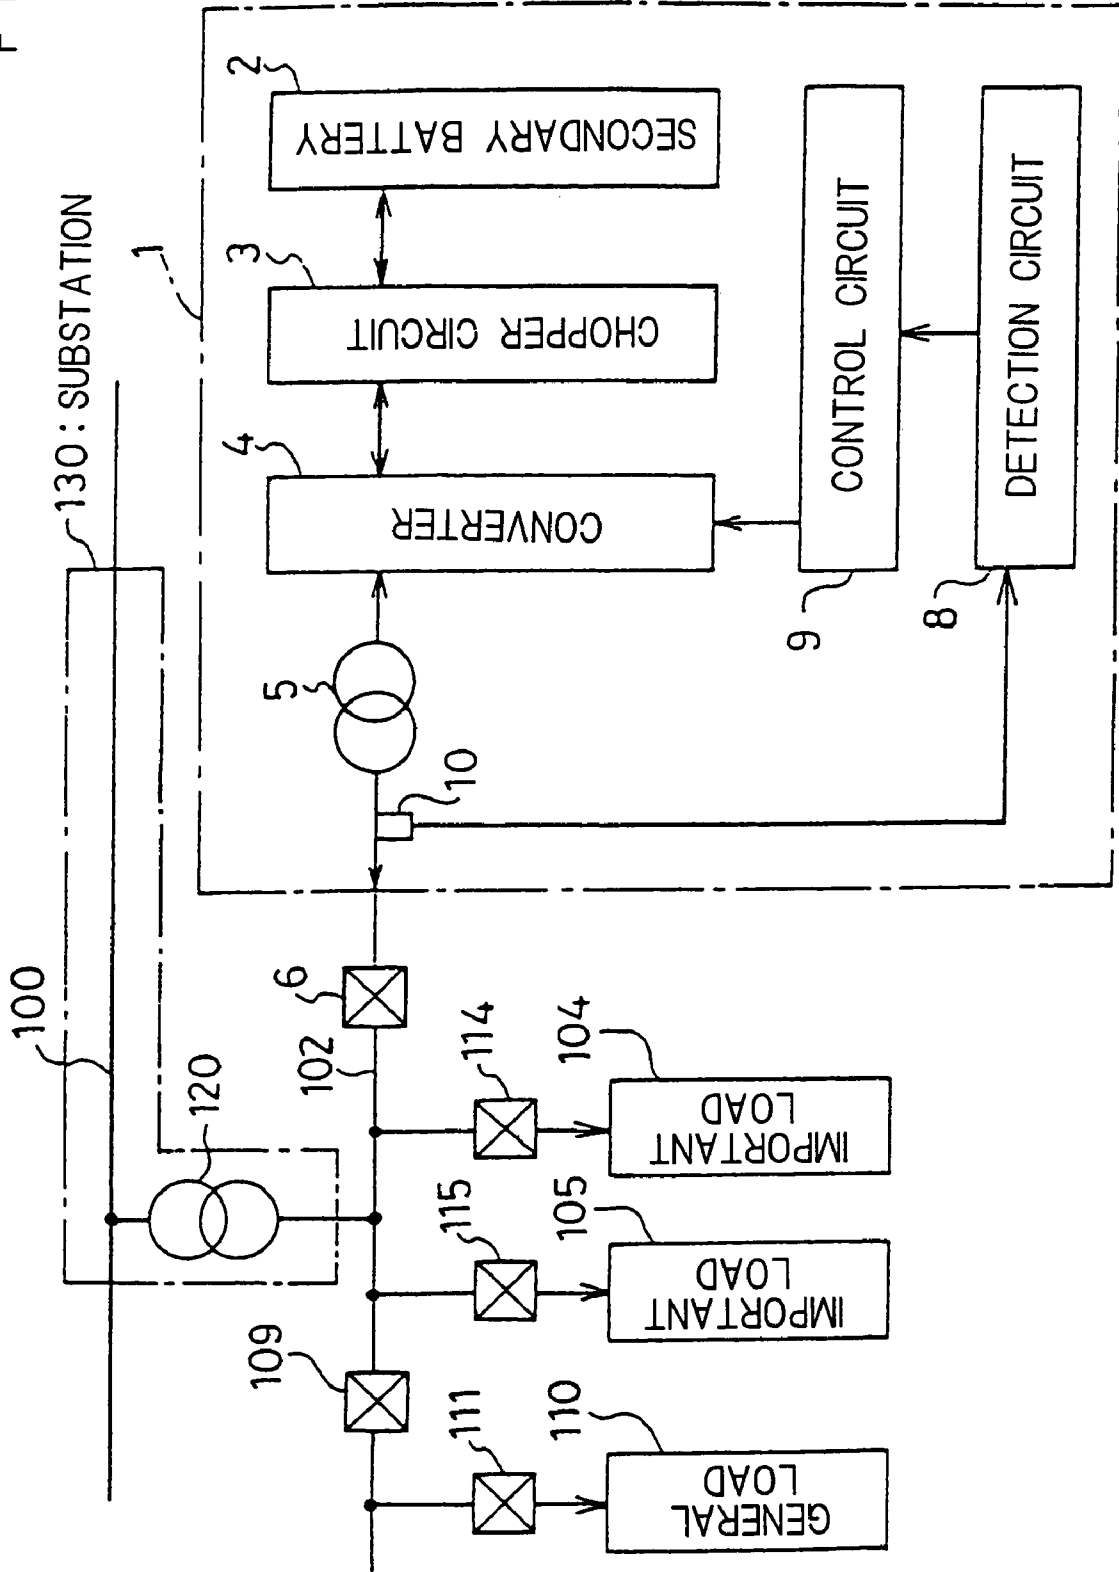 130:SUBSTATION
100
120
1
2
SECONDARY BATTERY
3
CHOPPER CIRCUIT
4
CONVERTER
5
10
9
CONTROL CIRCUIT
8
DETECTION CIRCUIT
6
102
114
104
IMPORTANT
LOAD
115
105
IMPORTANT
LOAD
109
111
110
GENERAL
LOAD